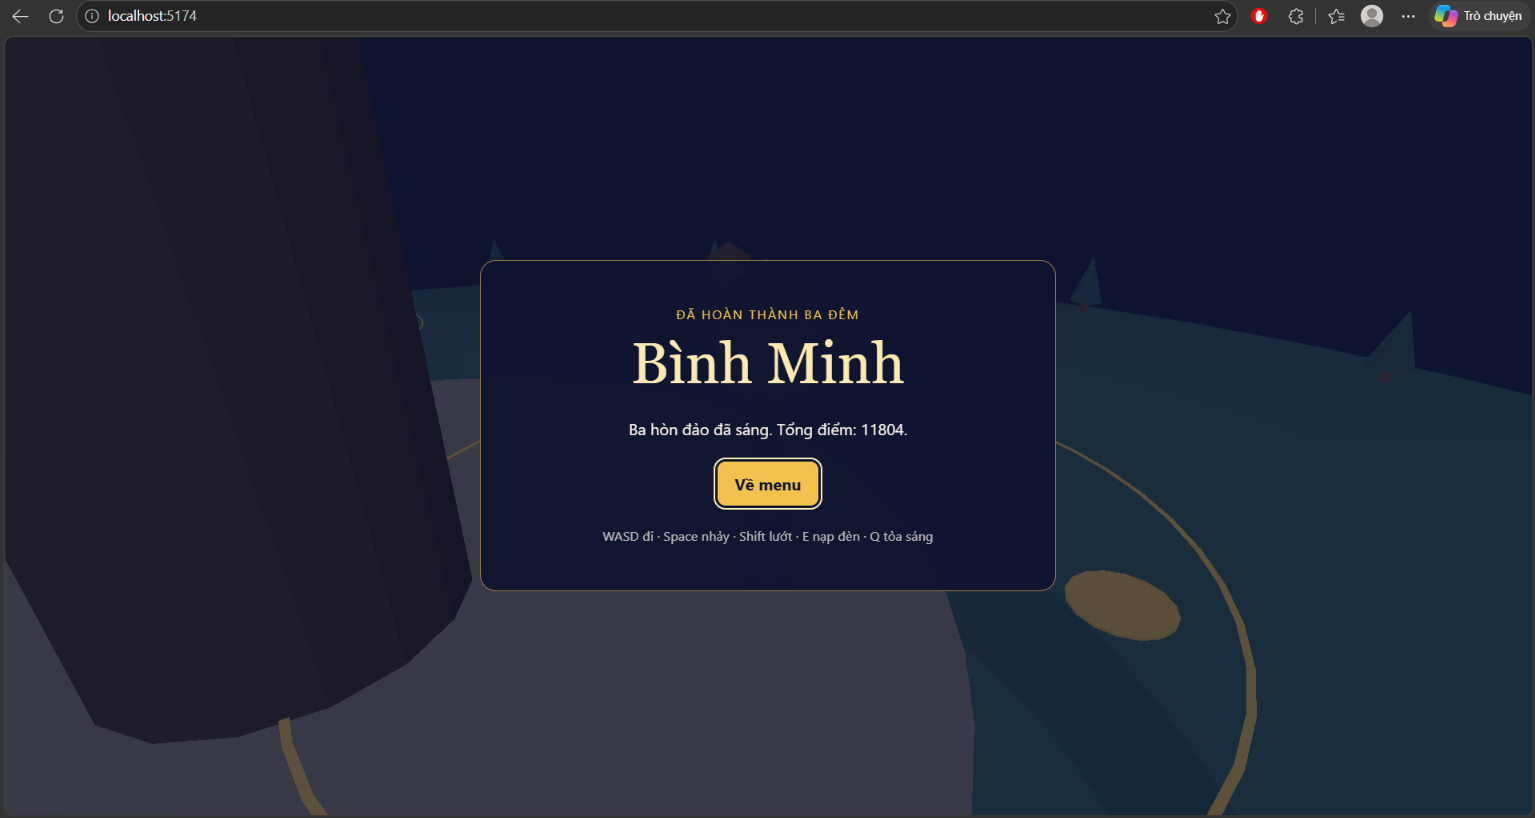 localhost:5174
Trò chuyện
ĐÃ HOÀN THÀNH BA ĐÊM
Bình Minh
Ba hòn đảo đã sáng. Tổng điểm: 11804.
Về menu
WASD đi · Space nhảy · Shift lướt · E nạp đèn · Q tỏa sáng